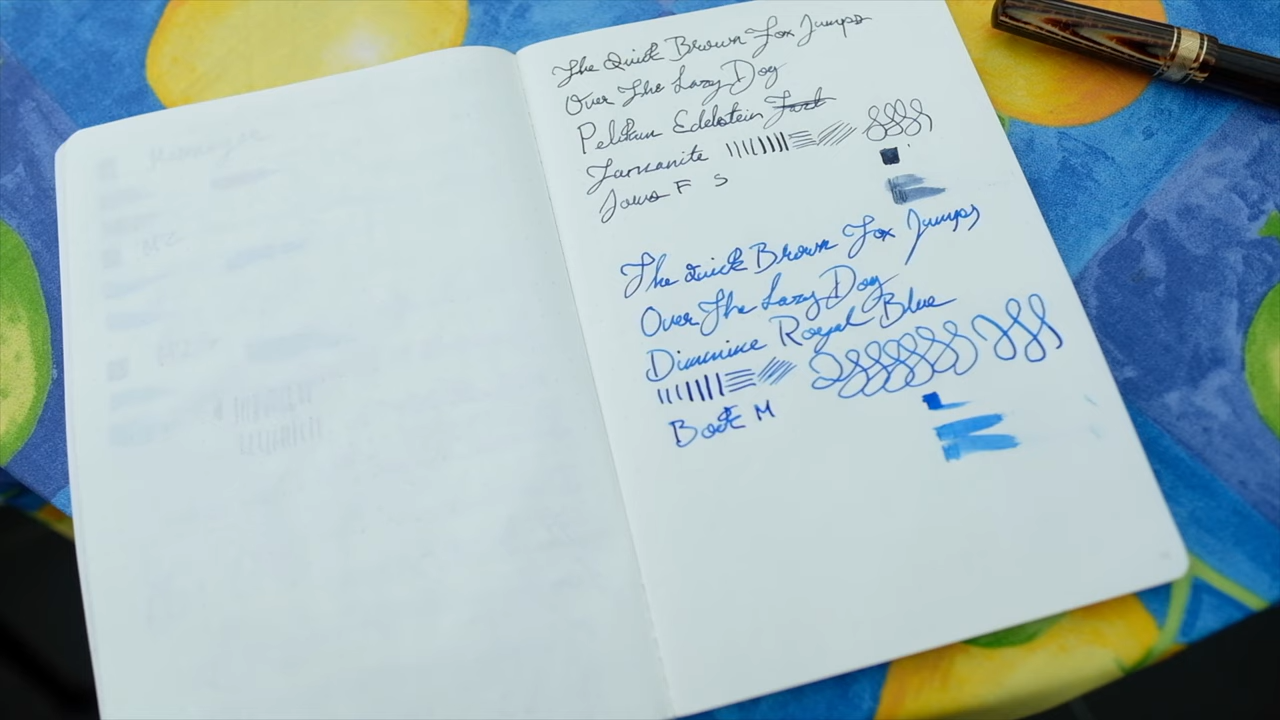 The Quick Brown Fox Jumps
Over The Lazy Dog
Pelikan Edelstein
Tanzanite
Jowo F S
The Quick Brown Fox Jumps
Over The Lazy Dog
Diamine Royal Blue
Bock M